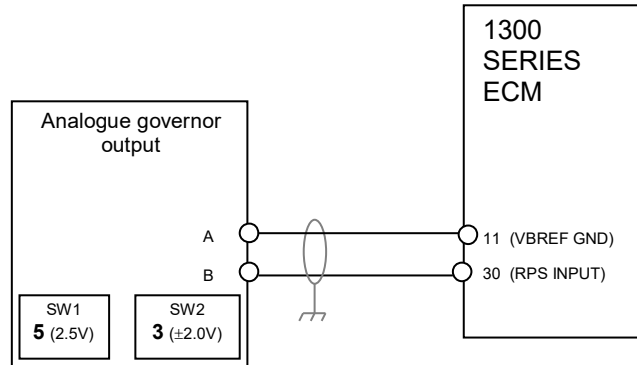 1300
SERIES
ECM
Analogue governor
output
A
11 (VBREF GND)
B
30 (RPS INPUT)
SW1
5 (2.5V)
SW2
3 (±2.0V)